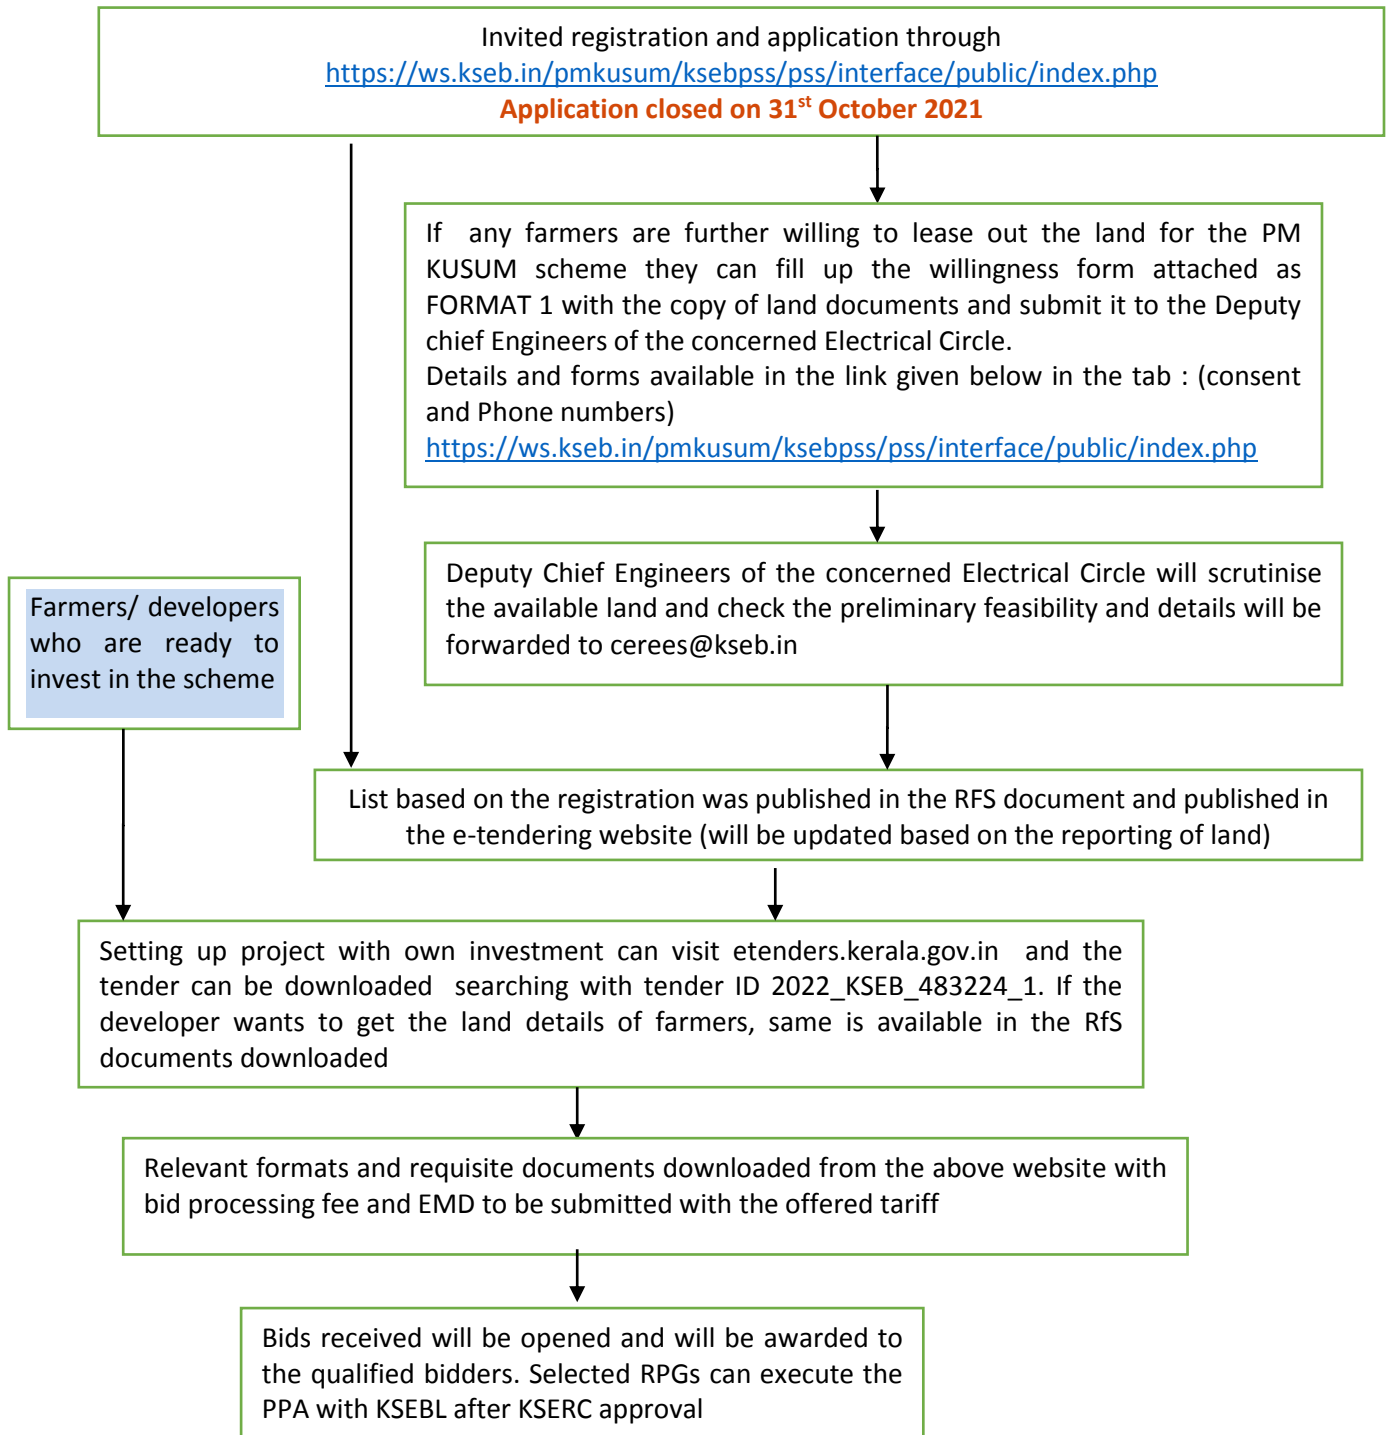 Invited registration and application through
https://ws.kseb.in/pmkusum/ksebpss/pss/interface/public/index.php
Application closed on 31st October 2021
If any farmers are further willing to lease out the land for the PM
KUSUM scheme they can fill up the willingness form attached as
FORMAT 1 with the copy of land documents and submit it to the Deputy
chief Engineers of the concerned Electrical Circle.
Details and forms available in the link given below in the tab : (consent
and Phone numbers)
https://ws.kseb.in/pmkusum/ksebpss/pss/interface/public/index.php
Deputy Chief Engineers of the concerned Electrical Circle will scrutinise
the available land and check the preliminary feasibility and details will be
forwarded to cerees@kseb.in
Farmers/ developers
who are ready to
invest in the scheme
List based on the registration was published in the RFS document and published in
the e-tendering website (will be updated based on the reporting of land)
Setting up project with own investment can visit etenders.kerala.gov.in and the
tender can be downloaded searching with tender ID 2022_KSEB_483224_1. If the
developer wants to get the land details of farmers, same is available in the RfS
documents downloaded
Relevant formats and requisite documents downloaded from the above website with
bid processing fee and EMD to be submitted with the offered tariff
Bids received will be opened and will be awarded to
the qualified bidders. Selected RPGs can execute the
PPA with KSEBL after KSERC approval